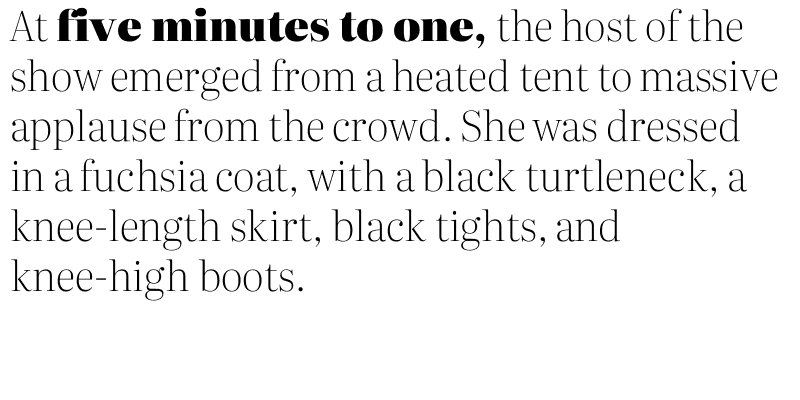 At five minutes to one, the host of the
show emerged from a heated tent to massive
applause from the crowd. She was dressed
in a fuchsia coat, with a black turtleneck, a
knee-length skirt, black tights, and
knee-high boots.